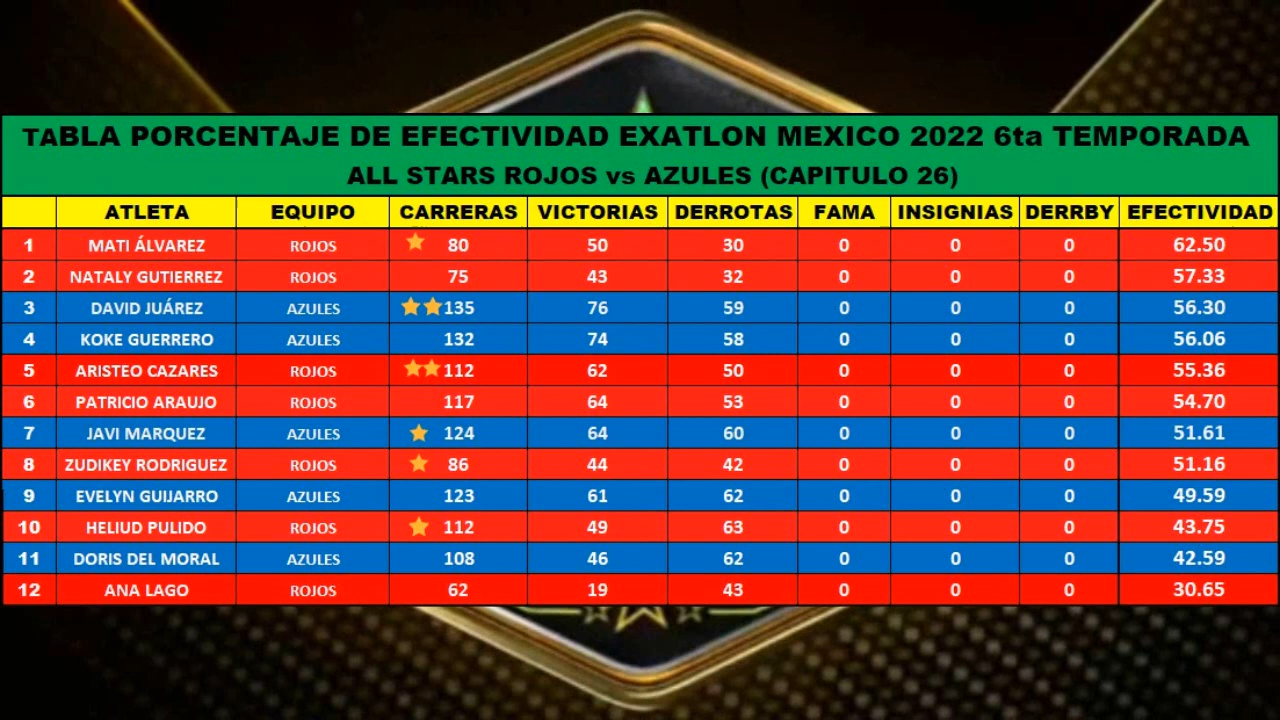 TABLA PORCENTAJE DE EFECTIVIDAD EXATLON MEXICO 2022 6ta TEMPORADA
ALL STARS ROJOS vs AZULES (CAPITULO 26)
ATLETA EQUIPO CARRERAS VICTORIAS DERROTAS FAMA INSIGNIAS DERRBY EFECTIVIDAD
1 MATI ÁLVAREZ ROJOS 80 50 30 0 0 0 62.50
2 NATALY GUTIERREZ ROJOS 75 43 32 0 0 0 57.33
3 DAVID JUÁREZ AZULES 135 76 59 0 0 0 56.30
4 KOKE GUERRERO AZULES 132 74 58 0 0 0 56.06
5 ARISTEO CAZARES ROJOS 112 62 50 0 0 0 55.36
6 PATRICIO ARAUJO ROJOS 117 64 53 0 0 0 54.70
7 JAVI MARQUEZ AZULES 124 64 60 0 0 0 51.61
8 ZUDIKEY RODRIGUEZ ROJOS 86 44 42 0 0 0 51.16
9 EVELYN GUIJARRO AZULES 123 61 62 0 0 0 49.59
10 HELIUD PULIDO ROJOS 112 49 63 0 0 0 43.75
11 DORIS DEL MORAL AZULES 108 46 62 0 0 0 42.59
12 ANA LAGO ROJOS 62 19 43 0 0 0 30.65